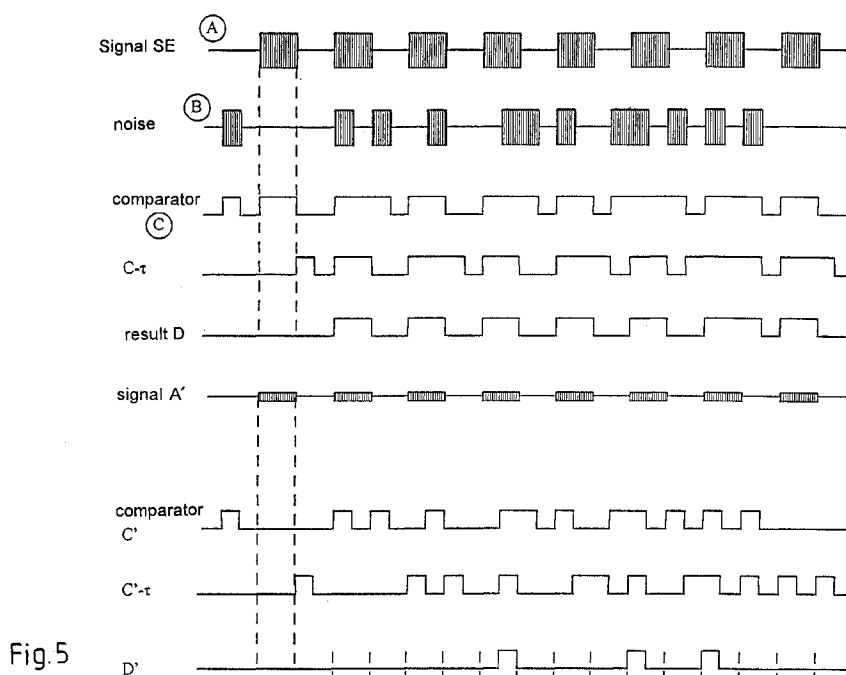 A
Signal SE
B
noise
comparator
C
C-τ
result D
signal A'
comparator
C'
C'-τ
Fig.5
D'